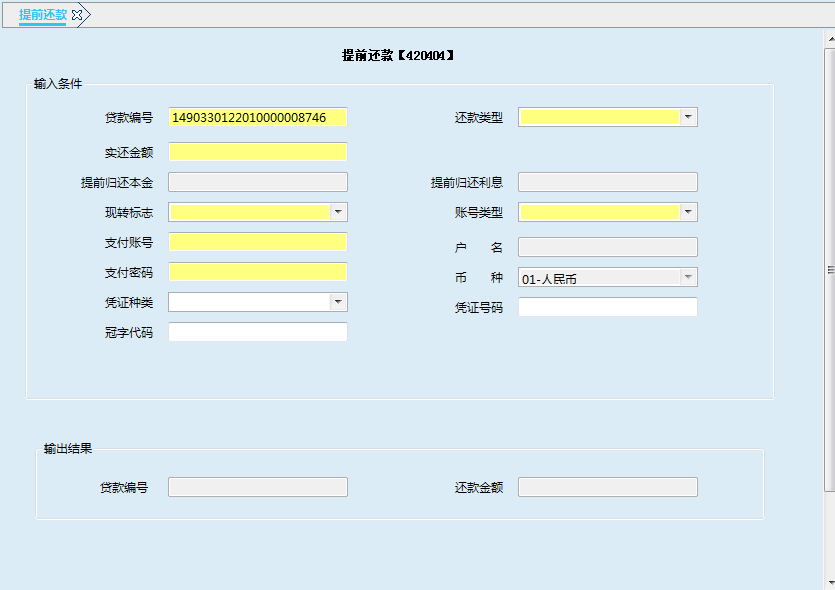 提前还款
提前还款【420404】
输入条件
贷款编号 1490330122010000008746 还款类型
实还金额
提前归还本金 提前归还利息
现转标志 账号类型
支付账号 户 名
支付密码 币 种 01-人民币
凭证种类 凭证号码
冠字代码
输出结果
贷款编号 还款金额